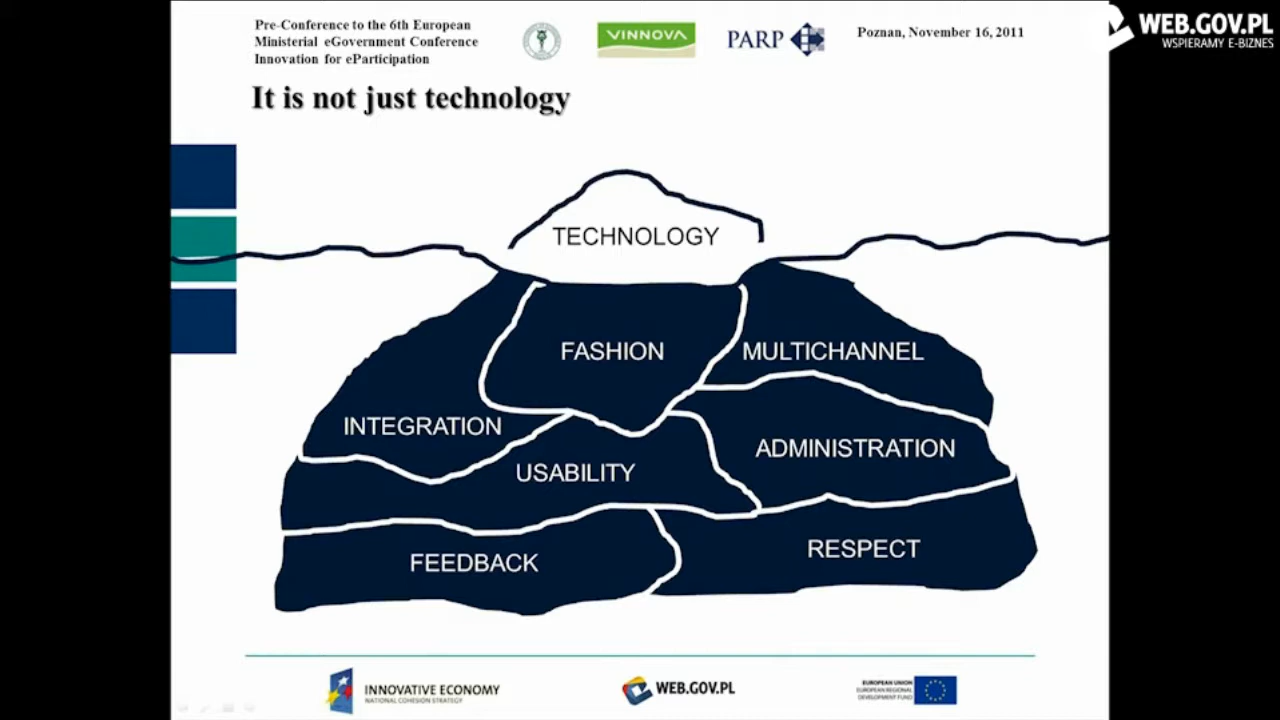 Pre-Conference to the 6th European
Ministerial eGovernment Conference
Innovation for eParticipation
VINNOVA
PARP
Poznan, November 16, 2011
WEB.GOV.PL
WSPIERAMY E-BIZNES
It is not just technology
TECHNOLOGY
FASHION
MULTICHANNEL
INTEGRATION
ADMINISTRATION
USABILITY
RESPECT
FEEDBACK
INNOVATIVE ECONOMY
NATIONAL COHESION STRATEGY
WEB.GOV.PL
EUROPEAN UNION
EUROPEAN REGIONAL
DEVELOPMENT FUND